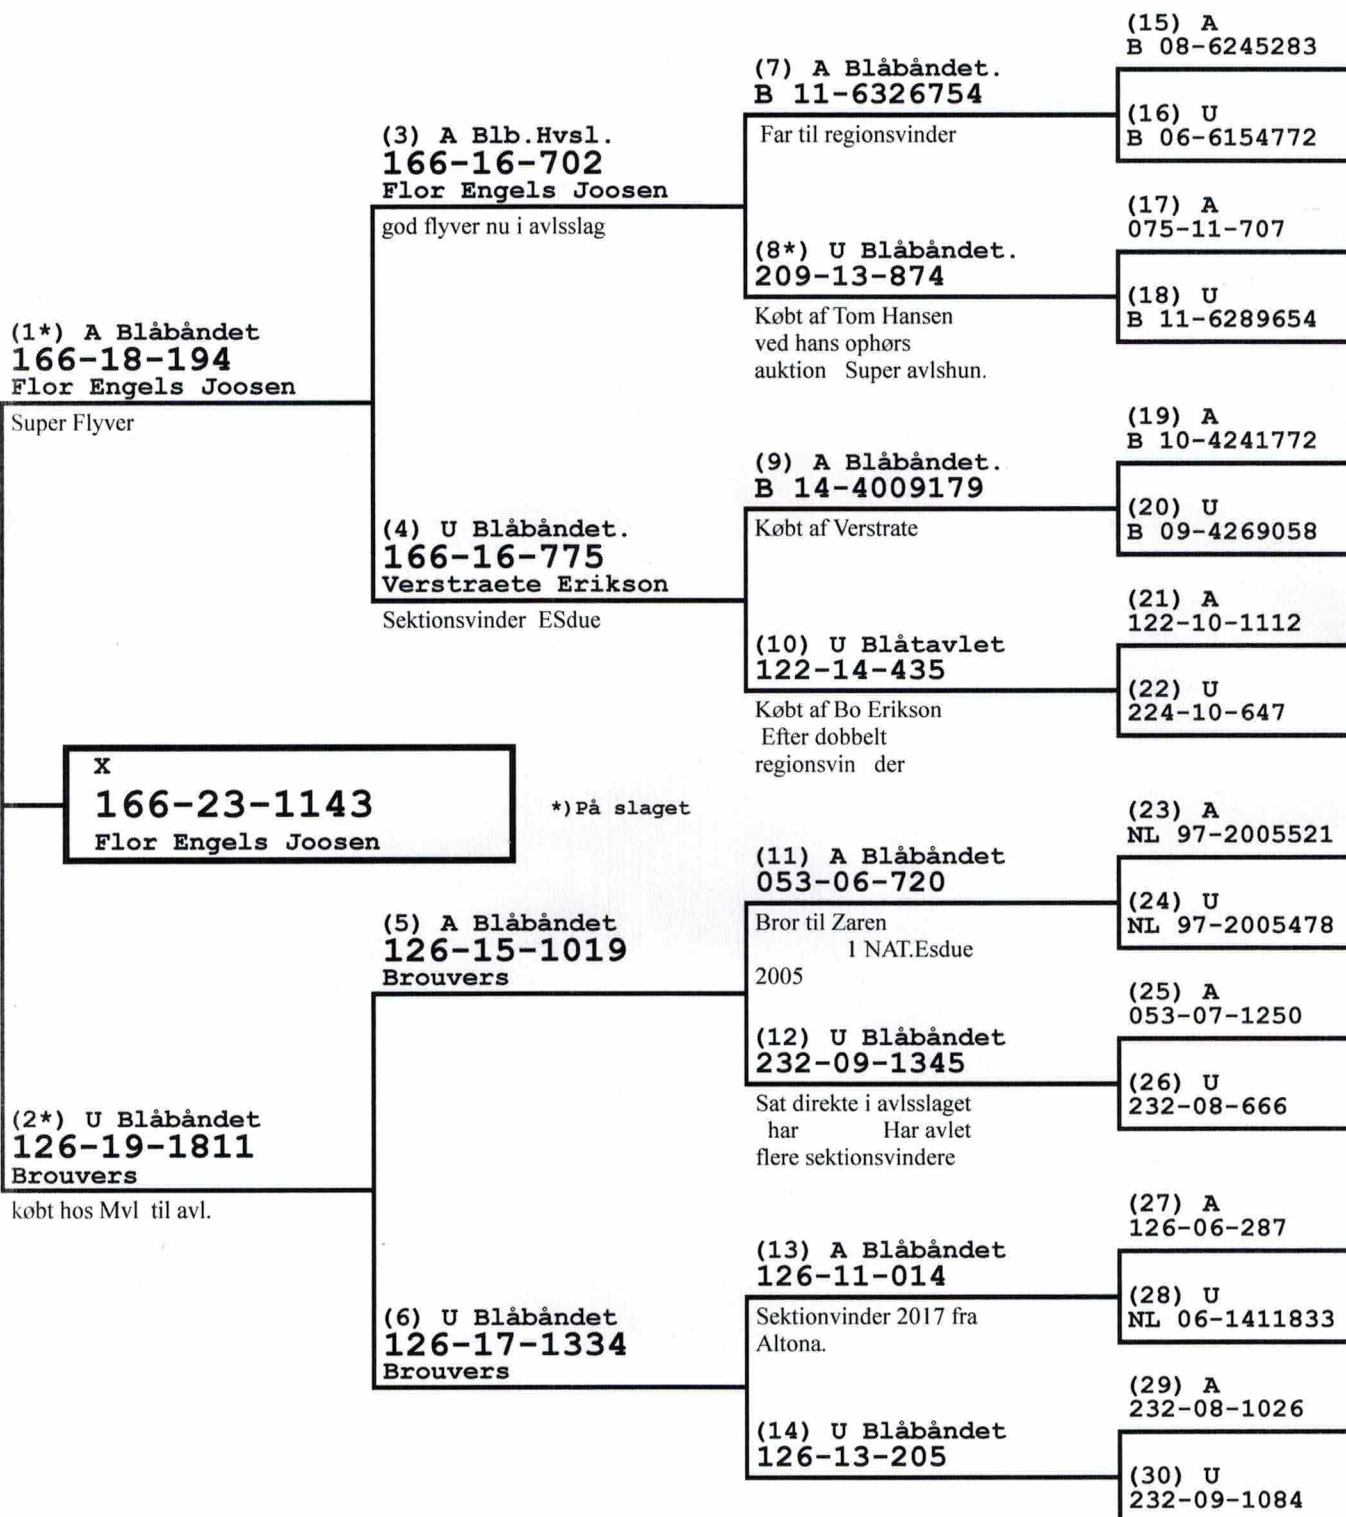 (1*) A Blåbåndet
166-18-194
Flor Engels Joosen
Super Flyver
X
166-23-1143
Flor Engels Joosen
*)På slaget
(2*) U Blåbåndet
126-19-1811
Brouvers
købt hos Mvl til avl.
(3) A Blb.Hvsl.
166-16-702
Flor Engels Joosen
god flyver nu i avlsslag
(4) U Blåbåndet.
166-16-775
Verstraete Erikson
Sektionsvinder ESdue
(5) A Blåbåndet
126-15-1019
Brouvers
(6) U Blåbåndet
126-17-1334
Brouvers
(7) A Blåbåndet.
B 11-6326754
Far til regionsvinder
(8*) U Blåbåndet.
209-13-874
Købt af Tom Hansen
ved hans ophørs
auktion Super avlshun.
(9) A Blåbåndet.
B 14-4009179
Købt af Verstrate
(10) U Blåtavlet
122-14-435
Købt af Bo Erikson
Efter dobbelt
regionsvin der
(11) A Blåbåndet
053-06-720
Bror til Zaren
1 NAT.Esdue
2005
(12) U Blåbåndet
232-09-1345
Sat direkte i avlsslaget
har Har avlet
flere sektionsvindere
(13) A Blåbåndet
126-11-014
Sektionvinder 2017 fra
Altona.
(14) U Blåbåndet
126-13-205
(15) A
B 08-6245283
(16) U
B 06-6154772
(17) A
075-11-707
(18) U
B 11-6289654
(19) A
B 10-4241772
(20) U
B 09-4269058
(21) A
122-10-1112
(22) U
224-10-647
(23) A
NL 97-2005521
(24) U
NL 97-2005478
(25) A
053-07-1250
(26) U
232-08-666
(27) A
126-06-287
(28) U
NL 06-1411833
(29) A
232-08-1026
(30) U
232-09-1084